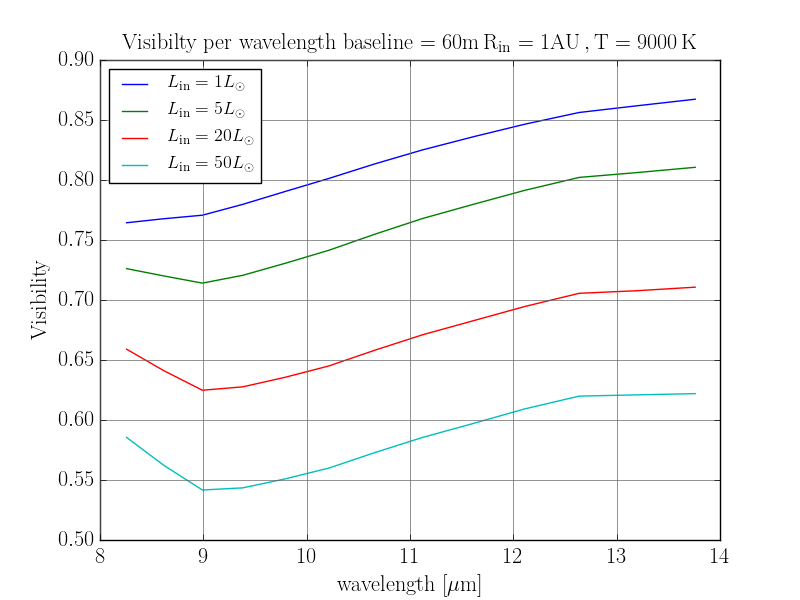 Visibilty per wavelength baseline = 60m R_in = 1AU , T = 9000 K
L_in = 1L_⊙
L_in = 5L_⊙
L_in = 20L_⊙
L_in = 50L_⊙
0.90
0.85
0.80
0.75
0.70
0.65
0.60
0.55
0.50
Visibility
8 9 10 11 12 13 14
wavelength [μm]